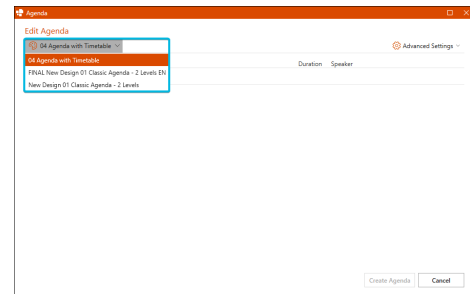 Agenda
Edit Agenda
04 Agenda with Timetable
Advanced Settings
04 Agenda with Timetable
Duration Speaker
FINAL New Design 01 Classic Agenda - 2 Levels EN
New Design 01 Classic Agenda - 2 Levels
Create Agenda Cancel